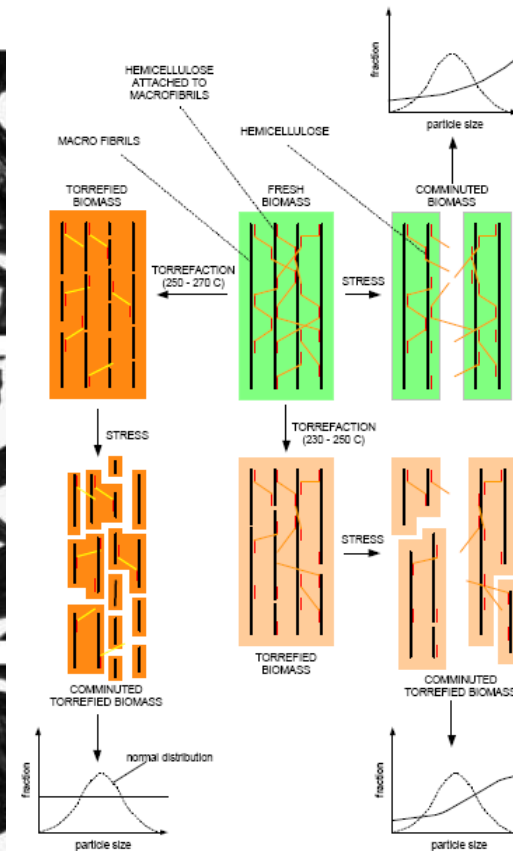 fraction
particle size
HEMICELLULOSE
ATTACHED TO
MACROFIBRILS
HEMICELLULOSE
MACRO FIBRILS
TORREFIED
BIOMASS
FRESH
BIOMASS
COMMINUTED
BIOMASS
TORREFACTION
(250 - 270 C)
STRESS
STRESS
TORREFACTION
(230 - 250 C)
STRESS
TORREFIED
BIOMASS
COMMINUTED
TORREFIED BIOMASS
COMMINUTED
TORREFIED BIOMASS
normal distribution
fraction
particle size
fraction
particle size